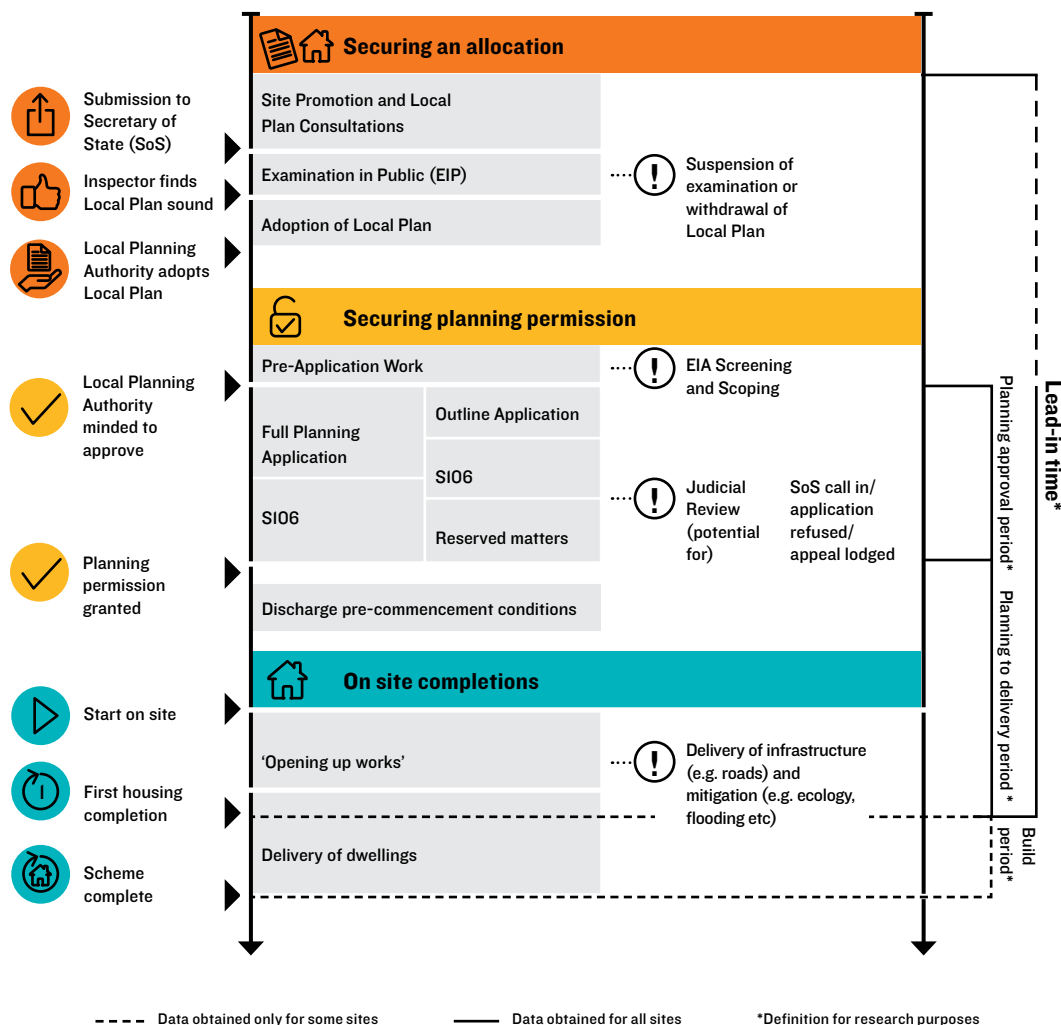 Securing an allocation
Submission to
Secretary of
State (SoS)
Site Promotion and Local
Plan Consultations
Inspector finds
Local Plan sound
Examination in Public (EIP)
Suspension of
examination or
withdrawal of
Local Plan
Local Planning
Authority adopts
Local Plan
Adoption of Local Plan
Securing planning permission
Pre-Application Work
EIA Screening
and Scoping
Local Planning
Authority
minded to
approve
Full Planning
Application
Outline Application
S106
S106
Reserved matters
Judicial
Review
(potential
for)
SoS call in/
application
refused/
appeal lodged
Planning
permission
granted
Discharge pre-commencement conditions
On site completions
Start on site
'Opening up works'
Delivery of infrastructure
(e.g. roads) and
mitigation (e.g. ecology,
flooding etc)
First housing
completion
Delivery of dwellings
Scheme
complete
Lead-in time*
Planning approval period*
Planning to delivery period *
Build
period*
Data obtained only for some sites
Data obtained for all sites
*Definition for research purposes